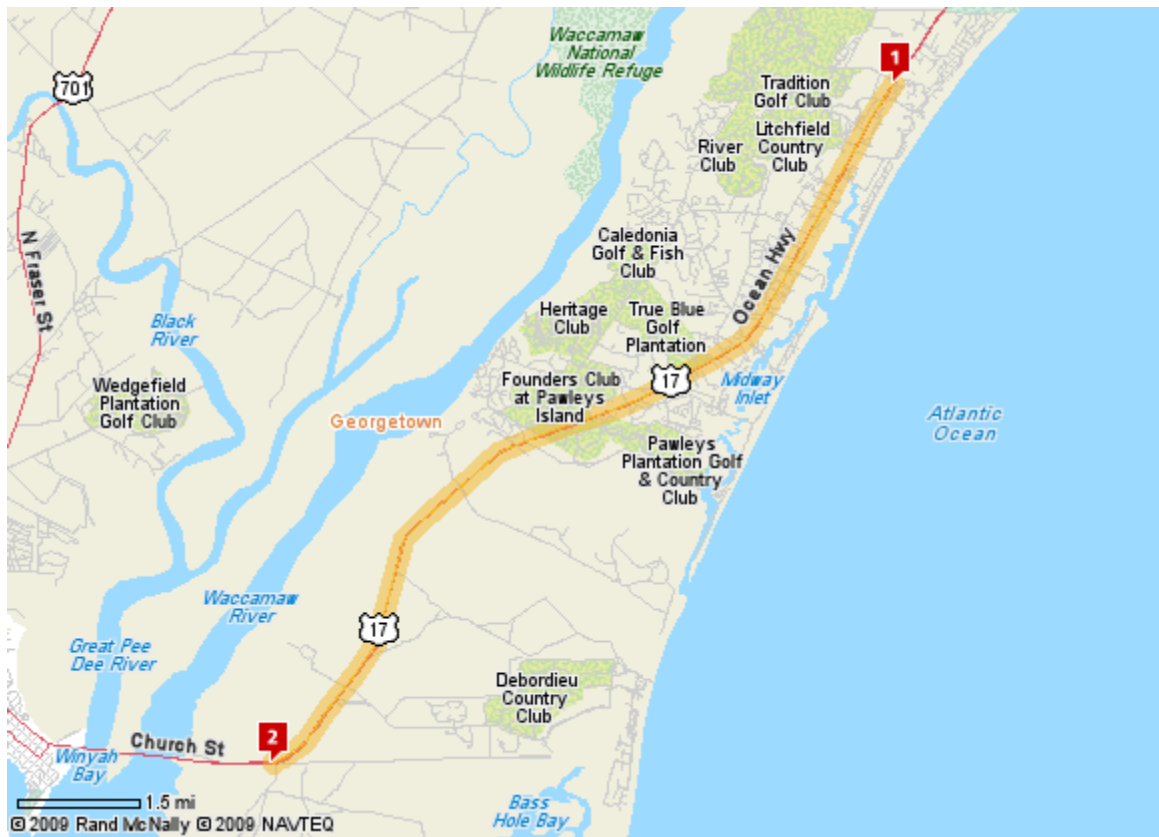 Waccamaw
National
Wildlife Refuge
701
1
Tradition
Golf Club
Litchfield
Country
Club
River
Club
N Fraser St
Caledonia
Golf & Fish
Club
Ocean Hwy
Heritage
Club
True Blue
Golf
Plantation
Black
River
17
Midway
Inlet
Wedgefield
Plantation
Golf Club
Founders Club
at Pawleys
Island
Georgetown
Atlantic
Ocean
Pawleys
Plantation Golf
& Country
Club
Waccamaw
River
17
Great Pee
Dee River
Debordieu
Country
Club
2
Church St
Winyah
Bay
1.5 mi
Bass
Hole Bay
© 2009 Rand McNally © 2009 NAVTEQ